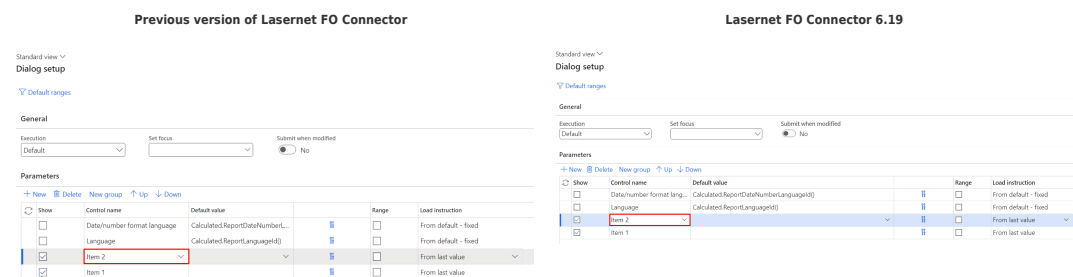 Previous version of Lasernet FO Connector
Standard view
Dialog setup
Default ranges
General
Execution Set focus Submit when modified
Default No
Parameters
New Delete New group Up Down
Show Control name Default value Range Load instruction
Date/number format language Calculated.ReportDateNumberL... From default - fixed
Language Calculated.ReportLanguageId() From default - fixed
Item 2 From last value
Item 1 From last value
Lasernet FO Connector 6.19
Standard view
Dialog setup
Default ranges
General
Execution Set focus Submit when modified
Default No
Parameters
New Delete New group Up Down
Show Control name Default value Range Load instruction
Date/number format lang... Calculated.ReportDateNumberLanguageId() From default - fixed
Language Calculated.ReportLanguageId() From default - fixed
Item 2 From last value
Item 1 From last value